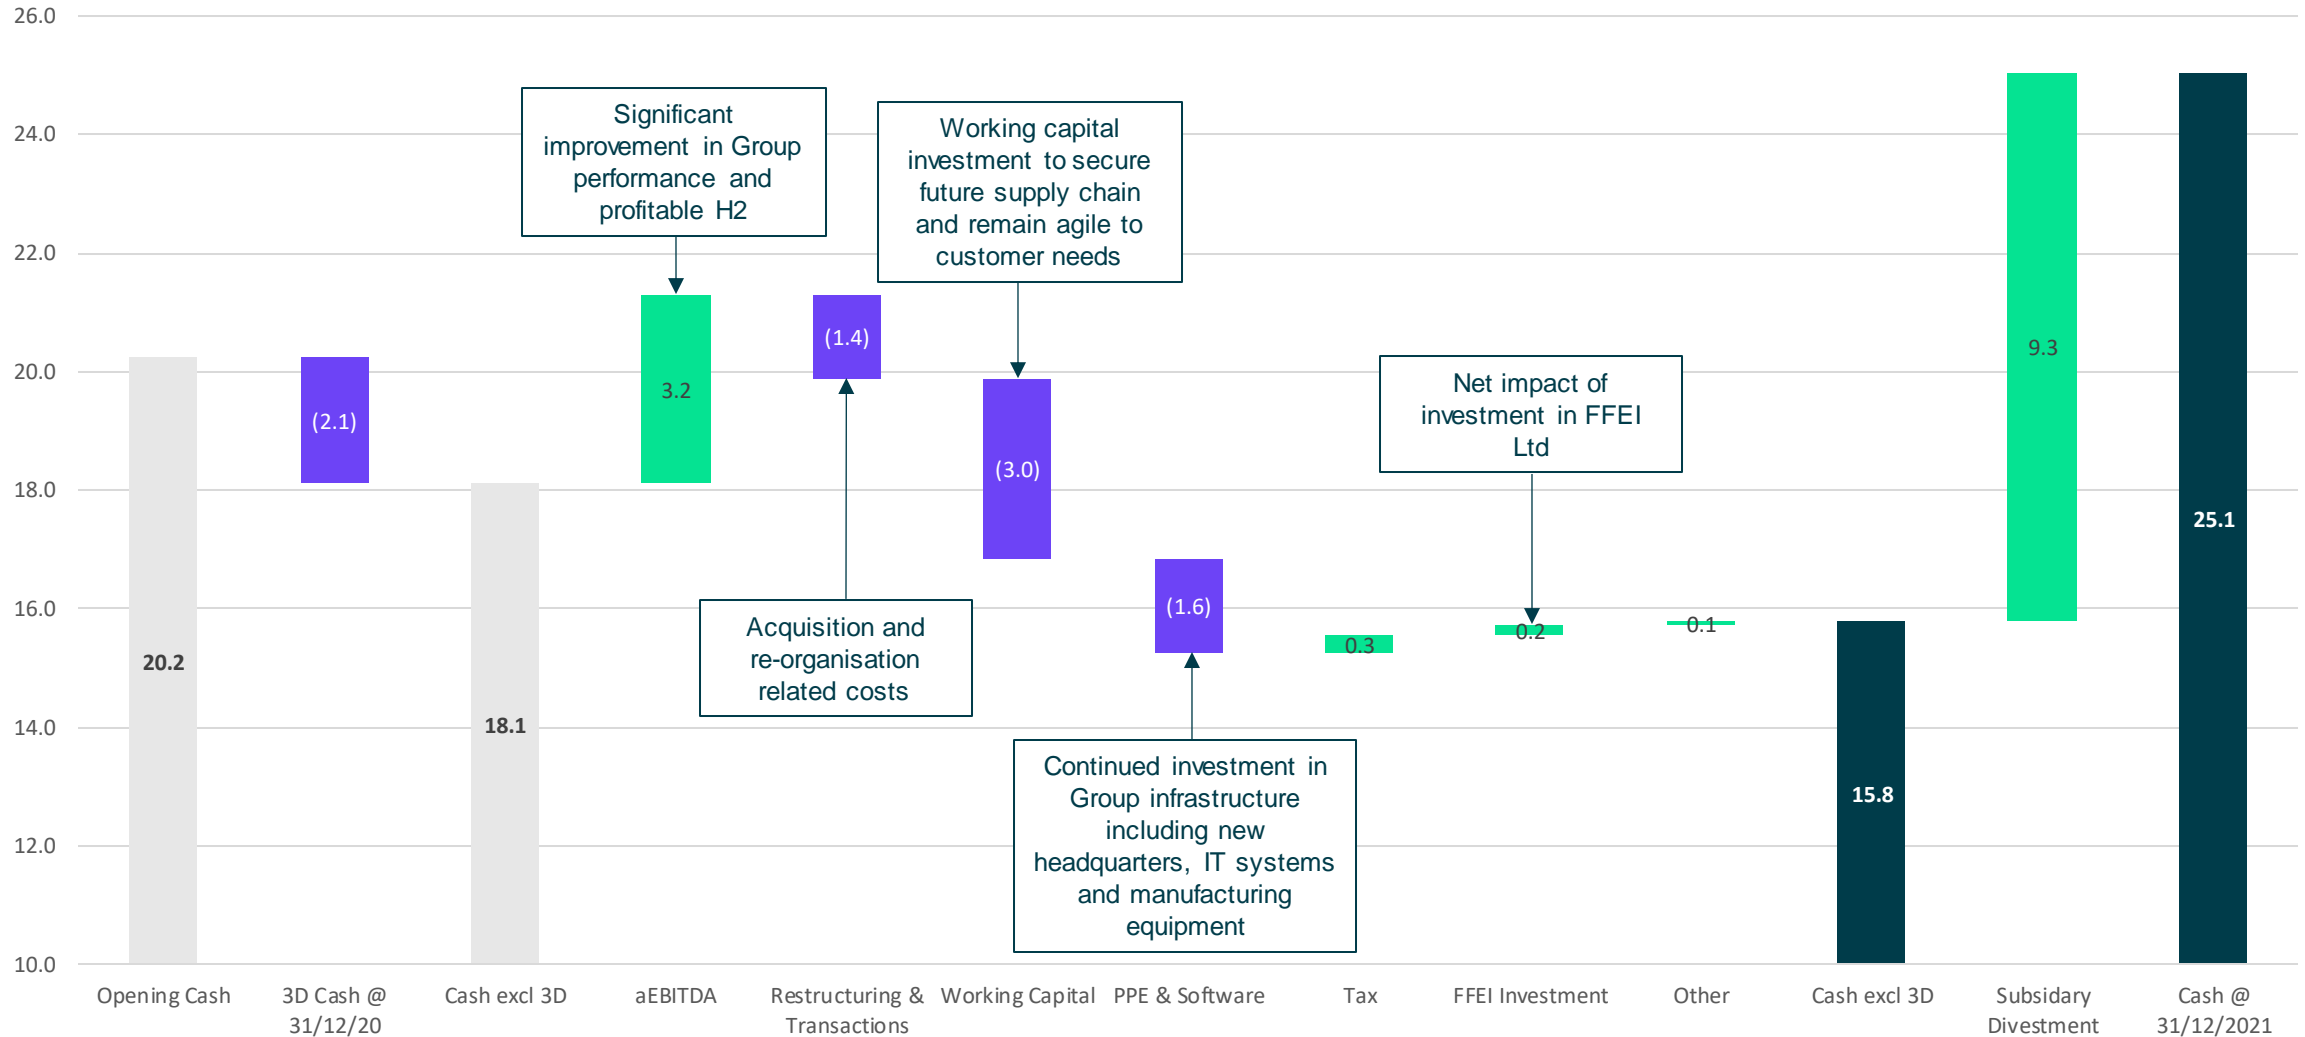 26.0
24.0
22.0
20.0
18.0
16.0
14.0
12.0
10.0
Significant
improvement in Group
performance and
profitable H2
Working capital
investment to secure
future supply chain
and remain agile to
customer needs
Net impact of
investment in FFEI
Ltd
Acquisition and
re-organisation
related costs
Continued investment in
Group infrastructure
including new
headquarters, IT systems
and manufacturing
equipment
20.2
(2.1)
18.1
3.2
(1.4)
(3.0)
(1.6)
0.3
0.2
0.1
15.8
9.3
25.1
Opening Cash
3D Cash @
31/12/20
Cash excl 3D
aEBITDA
Restructuring &
Transactions
Working Capital
PPE & Software
Tax
FFEI Investment
Other
Cash excl 3D
Subsidary
Divestment
Cash @
31/12/2021